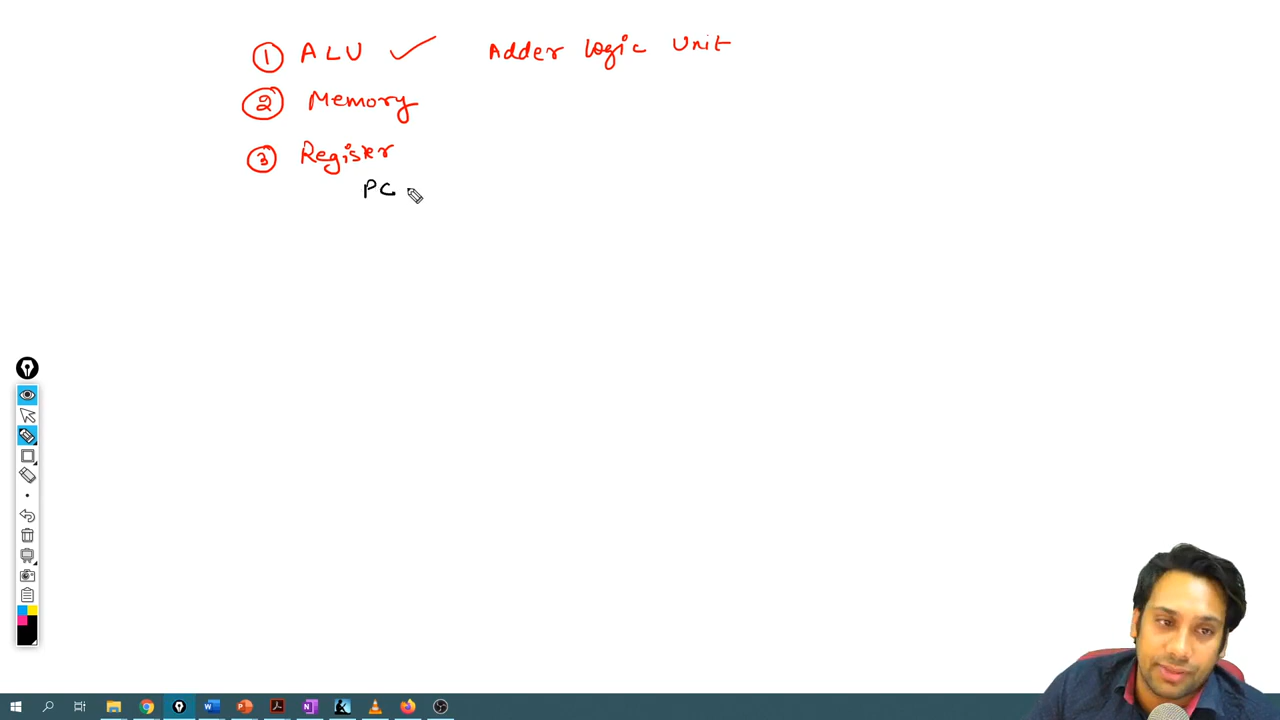 ① ALU ✓ Adder Logic Unit
② Memory
③ Register
PC